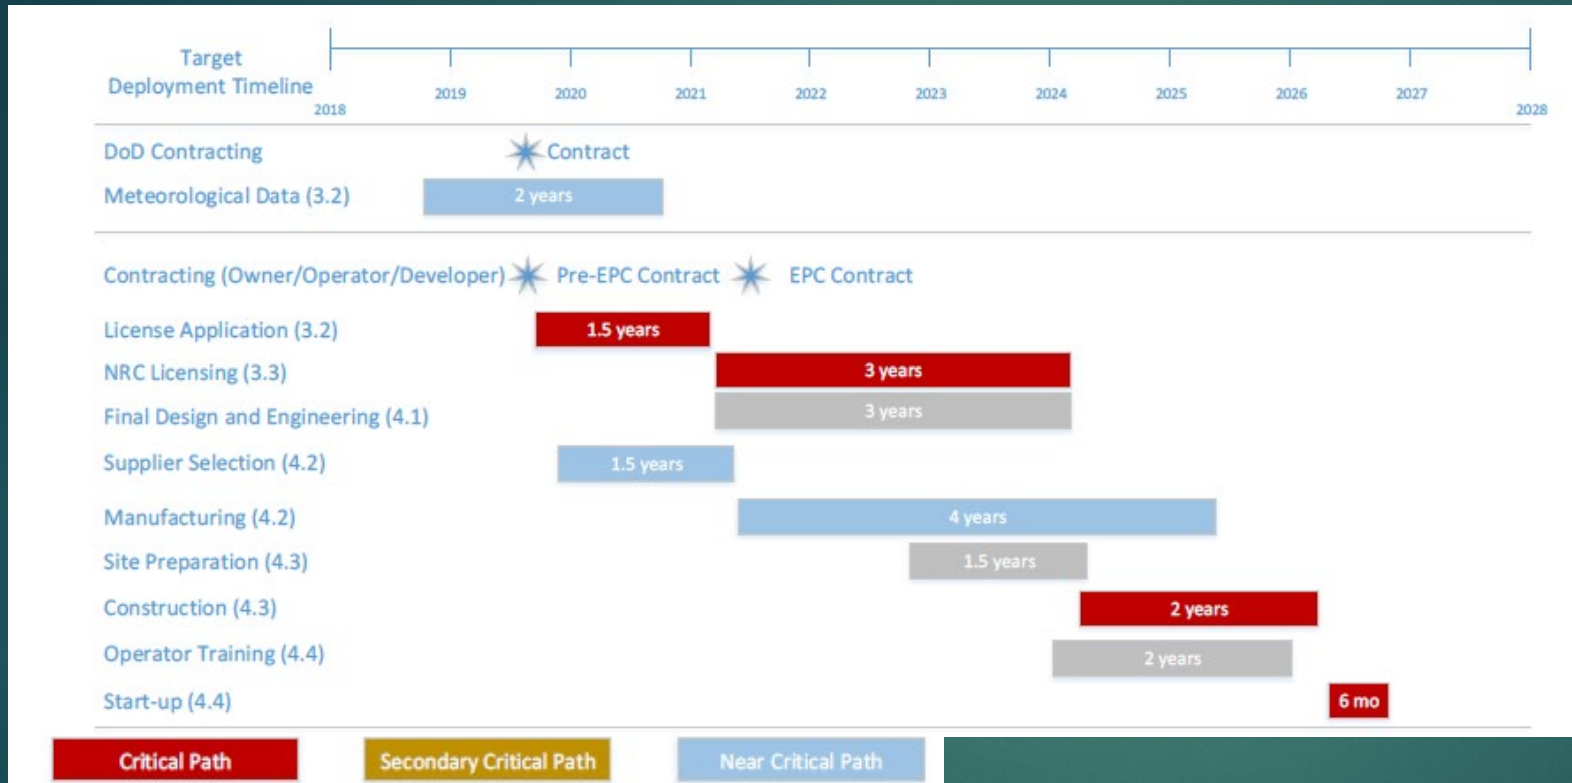 Target
Deployment Timeline
2018 2019 2020 2021 2022 2023 2024 2025 2026 2027 2028
DoD Contracting Contract
Meteorological Data (3.2) 2 years
Contracting (Owner/Operator/Developer) Pre-EPC Contract EPC Contract
License Application (3.2) 1.5 years
NRC Licensing (3.3) 3 years
Final Design and Engineering (4.1) 3 years
Supplier Selection (4.2) 1.5 years
Manufacturing (4.2) 4 years
Site Preparation (4.3) 1.5 years
Construction (4.3) 2 years
Operator Training (4.4) 2 years
Start-up (4.4) 6 mo
Critical Path Secondary Critical Path Near Critical Path